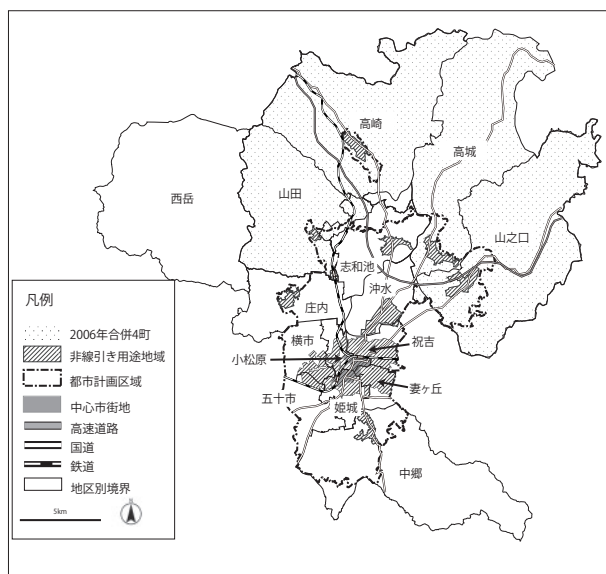 高崎
高城
西岳
山田
山之口
志和池
沖水
庄内
横市
祝吉
小松原
妻ヶ丘
五十市
姫城
中郷
凡例
2006年合併4町
非線引き用途地域
都市計画区域
中心市街地
高速道路
国道
鉄道
地区別境界
5km
N